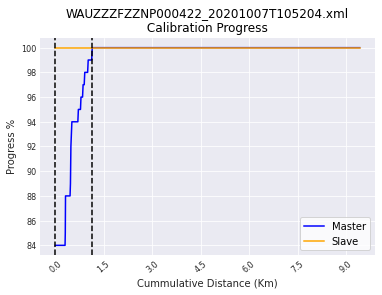 WAUZZZFZZNP000422_20201007T105204.xml
Calibration Progress
Progress %
100
98
96
94
92
90
88
86
84
0.0
1.5
3.0
4.5
6.0
7.5
9.0
Cummulative Distance (Km)
Master
Slave